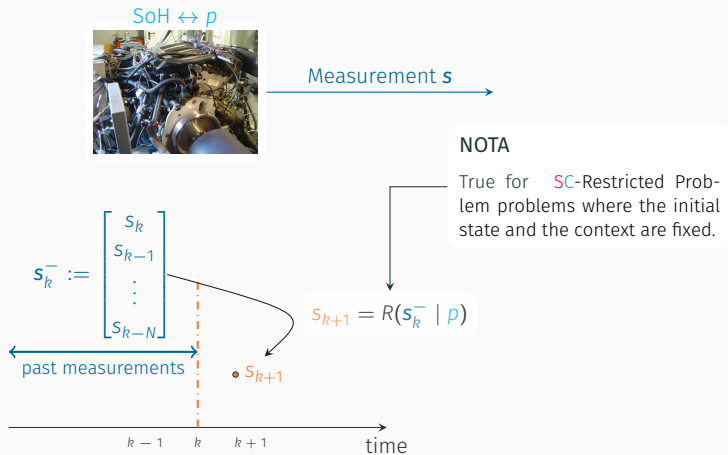 SoH ↔ p
Measurement s
NOTA
True for SC-Restricted Prob-
lem problems where the initial
state and the context are fixed.
s_k^- := [s_k
s_{k-1}
⋮
s_{k-N}]
s_{k+1} = R(s_k^- | p)
past measurements
s_{k+1}
k − 1 k k + 1
time